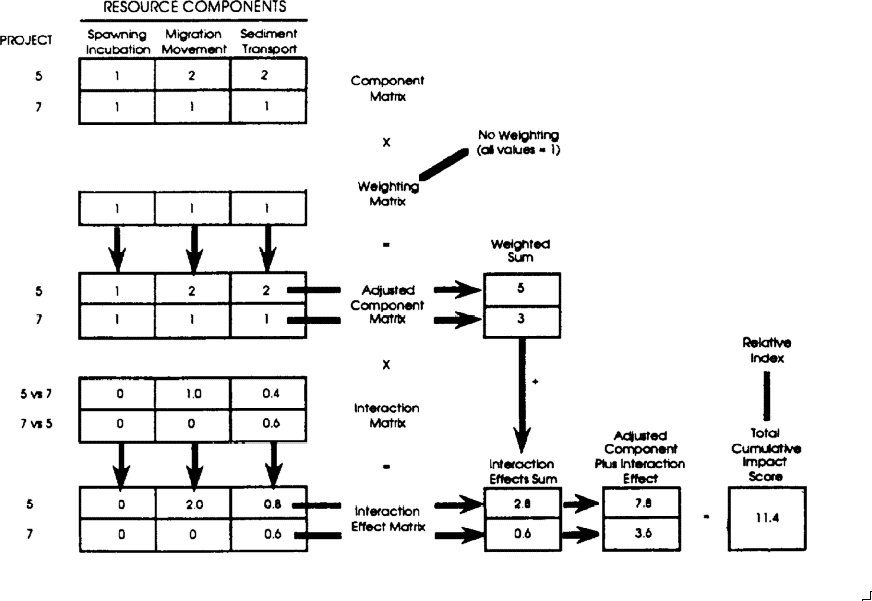 RESOURCE COMPONENTS
PROJECT
Spawning Migration Sediment
Incubation Movement Transport
5 1 2 2
7 1 1 1
Component
Matrix
x
No Weighting
(all values = 1)
Weighting
Matrix
1 1 1
=
Weighted
Sum
5 1 2 2
7 1 1 1
Adjusted
Component
Matrix
5
3
x
+
Relative
Index
5 vs 7 0 1.0 0.4
7 vs 5 0 0 0.6
Interaction
Matrix
=
Interaction
Effects Sum
Adjusted
Component
Plus Interaction
Effect
Total
Cumulative
Impact
Score
5 0 2.0 0.8
7 0 0 0.6
Interaction
Effect Matrix
2.8 7.8
0.6 3.6
=
11.4